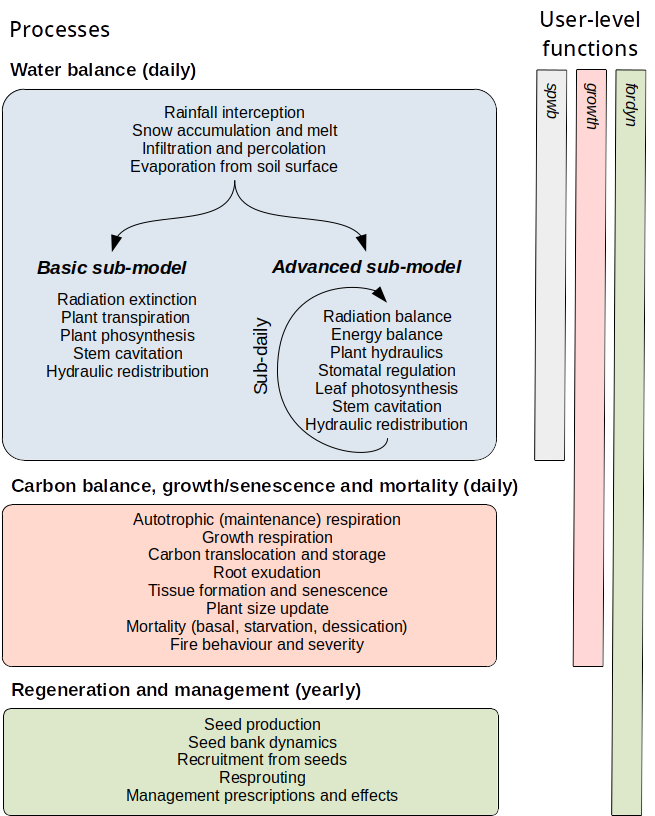 Processes
User-level
functions
Water balance (daily)
spwb
growth
fordyn
Rainfall interception
Snow accumulation and melt
Infiltration and percolation
Evaporation from soil surface
Basic sub-model
Radiation extinction
Plant transpiration
Plant phosynthesis
Stem cavitation
Hydraulic redistribution
Advanced sub-model
Sub-daily
Radiation balance
Energy balance
Plant hydraulics
Stomatal regulation
Leaf photosynthesis
Stem cavitation
Hydraulic redistribution
Carbon balance, growth/senescence and mortality (daily)
Autotrophic (maintenance) respiration
Growth respiration
Carbon translocation and storage
Root exudation
Tissue formation and senescence
Plant size update
Mortality (basal, starvation, dessication)
Fire behaviour and severity
Regeneration and management (yearly)
Seed production
Seed bank dynamics
Recruitment from seeds
Resprouting
Management prescriptions and effects